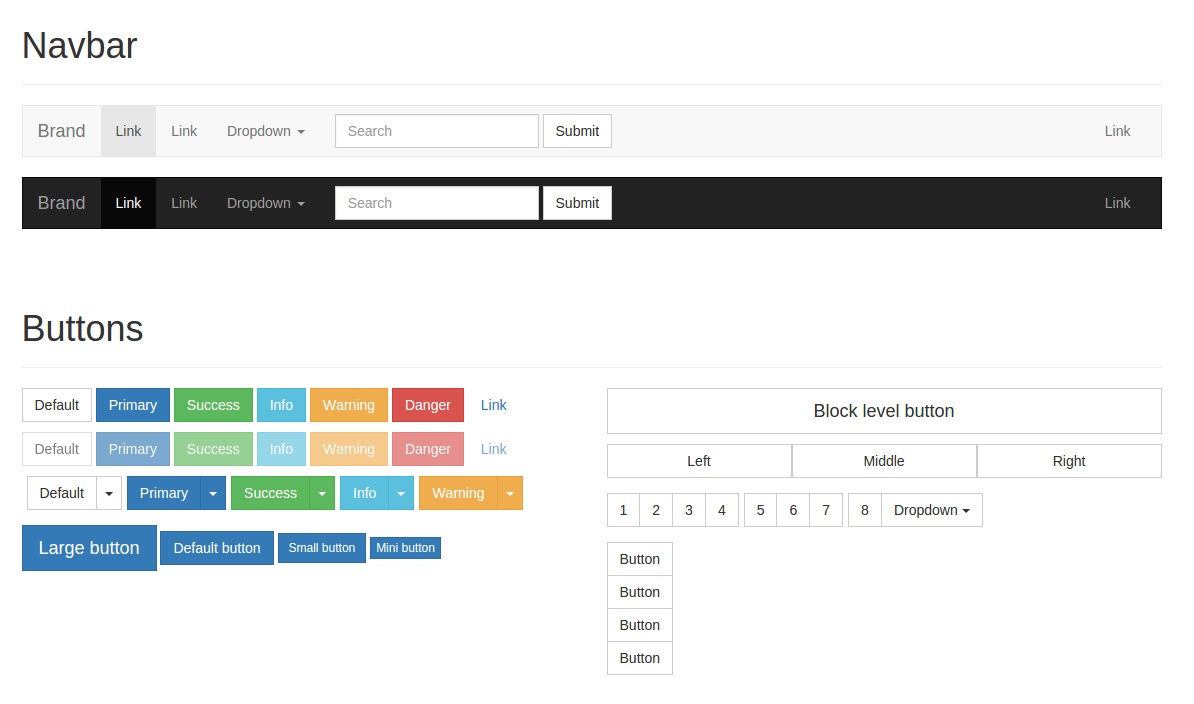 Navbar
Brand Link Link Dropdown Search Submit Link
Brand Link Link Dropdown Search Submit Link
Buttons
Default Primary Success Info Warning Danger Link
Default Primary Success Info Warning Danger Link
Default Primary Success Info Warning
Large button Default button Small button Mini button
Block level button
Left Middle Right
1 2 3 4 5 6 7 8 Dropdown
Button
Button
Button
Button